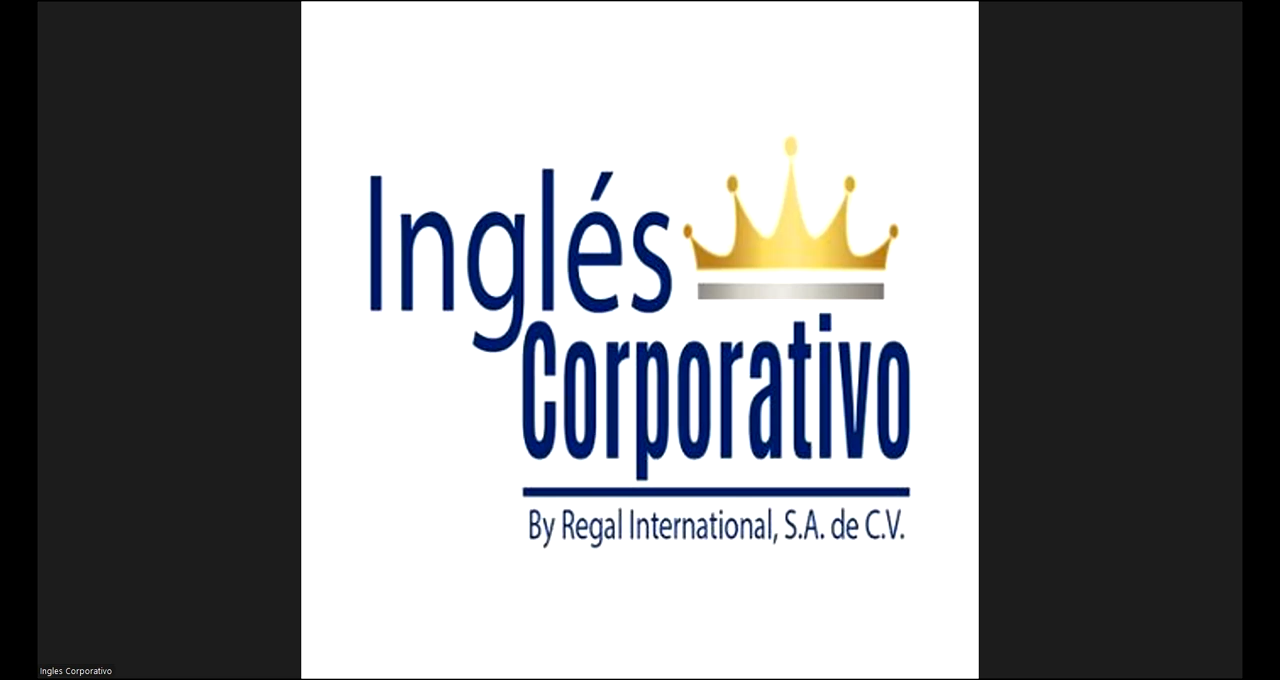 Inglés
Corporativo
By Regal International, S.A. de C.V.
Ingles Corporativo